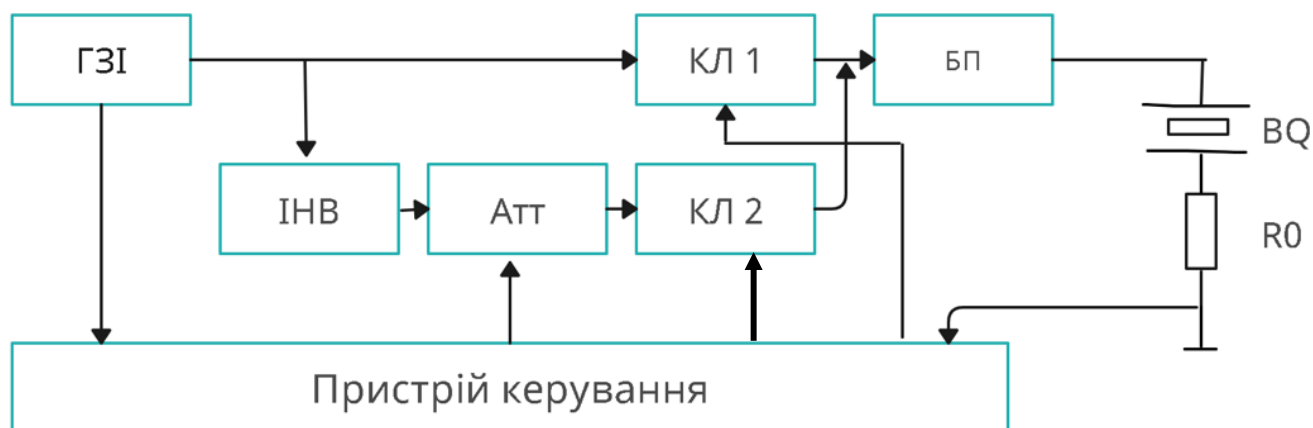 ГЗІ
КЛ 1
БП
BQ
ІНВ
Атт
КЛ 2
R0
Пристрій керування